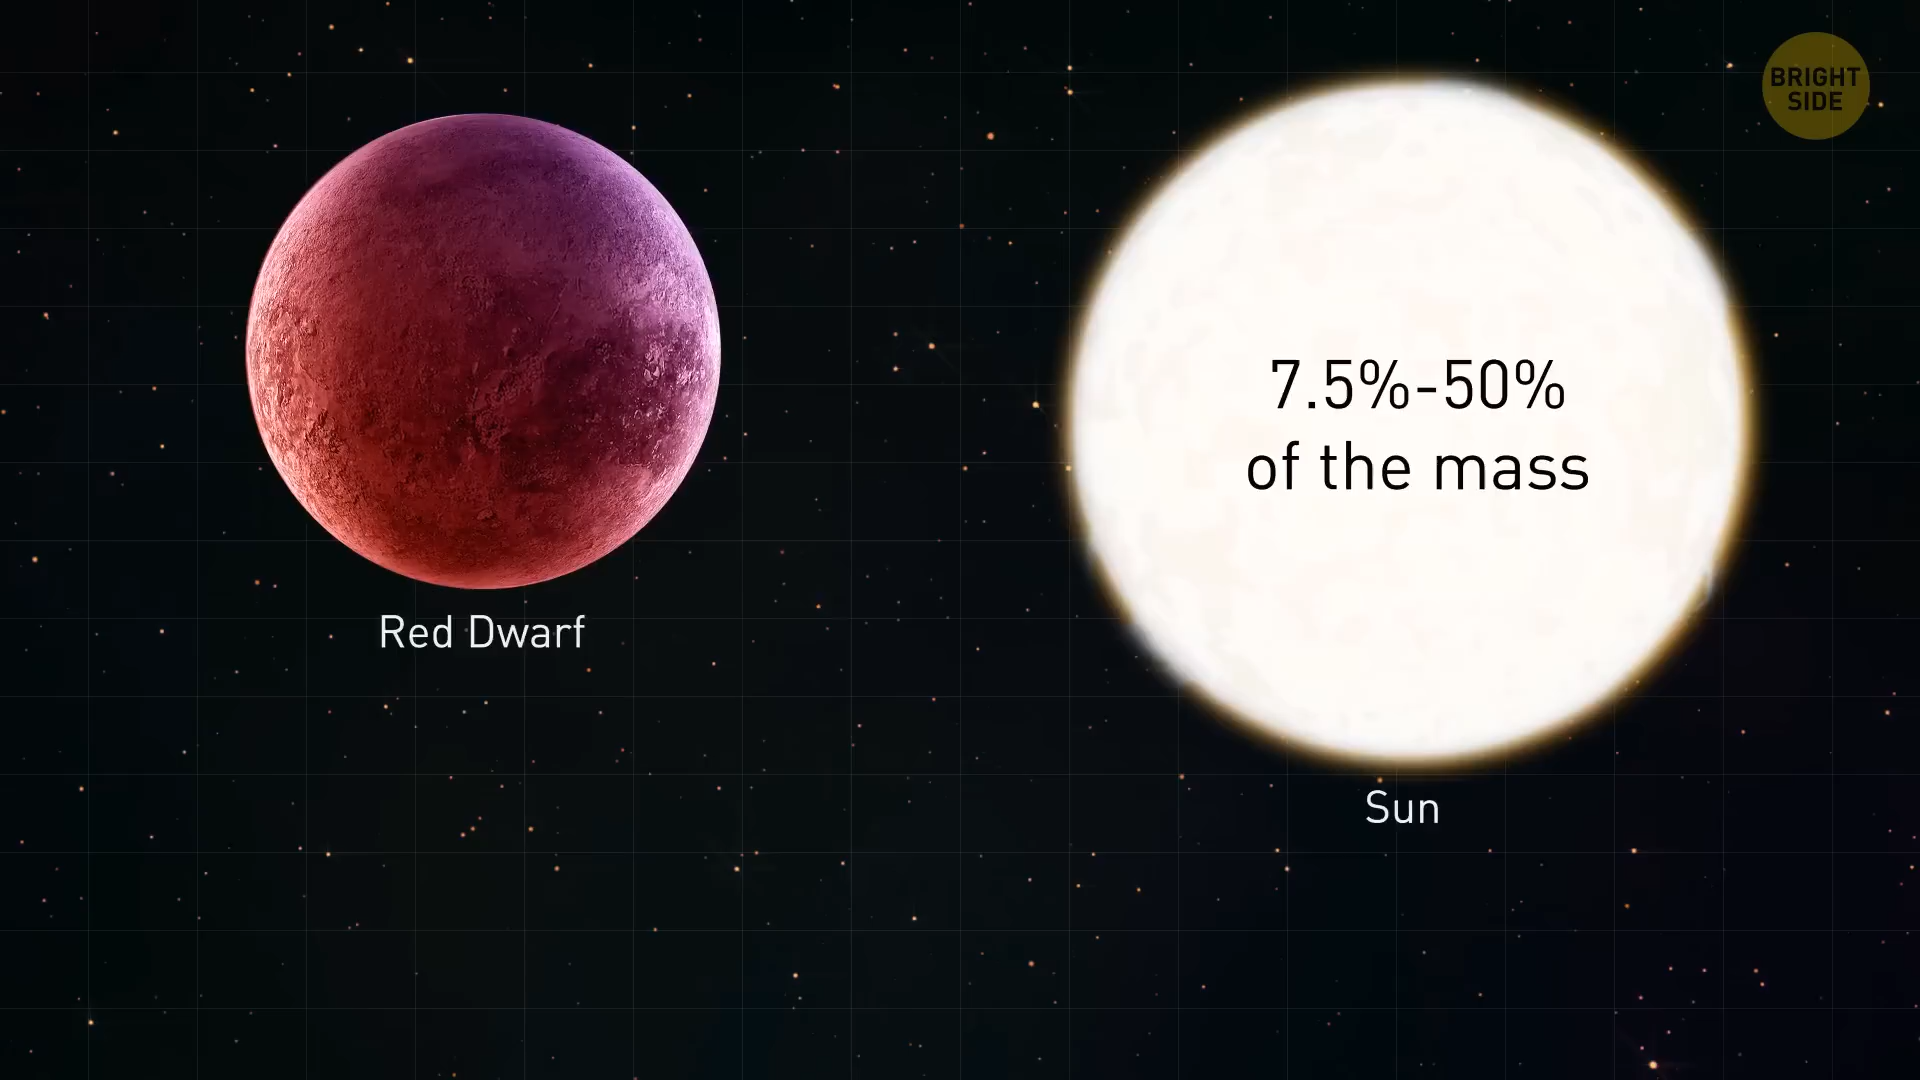 BRIGHT
SIDE
7.5%-50%
of the mass
Red Dwarf
Sun